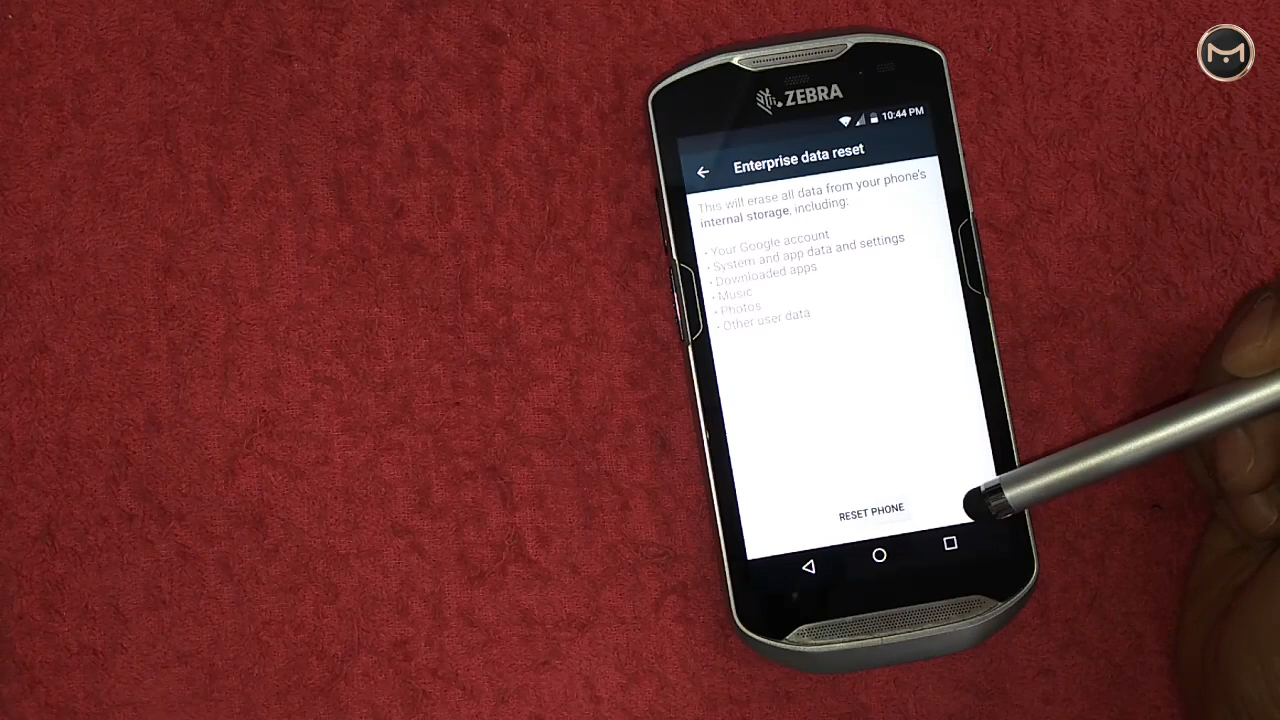 ZEBRA
10:44 PM
Enterprise data reset
This will erase all data from your phone's
internal storage, including:
• Your Google account
• System and app data and settings
• Downloaded apps
• Music
• Photos
• Other user data
RESET PHONE